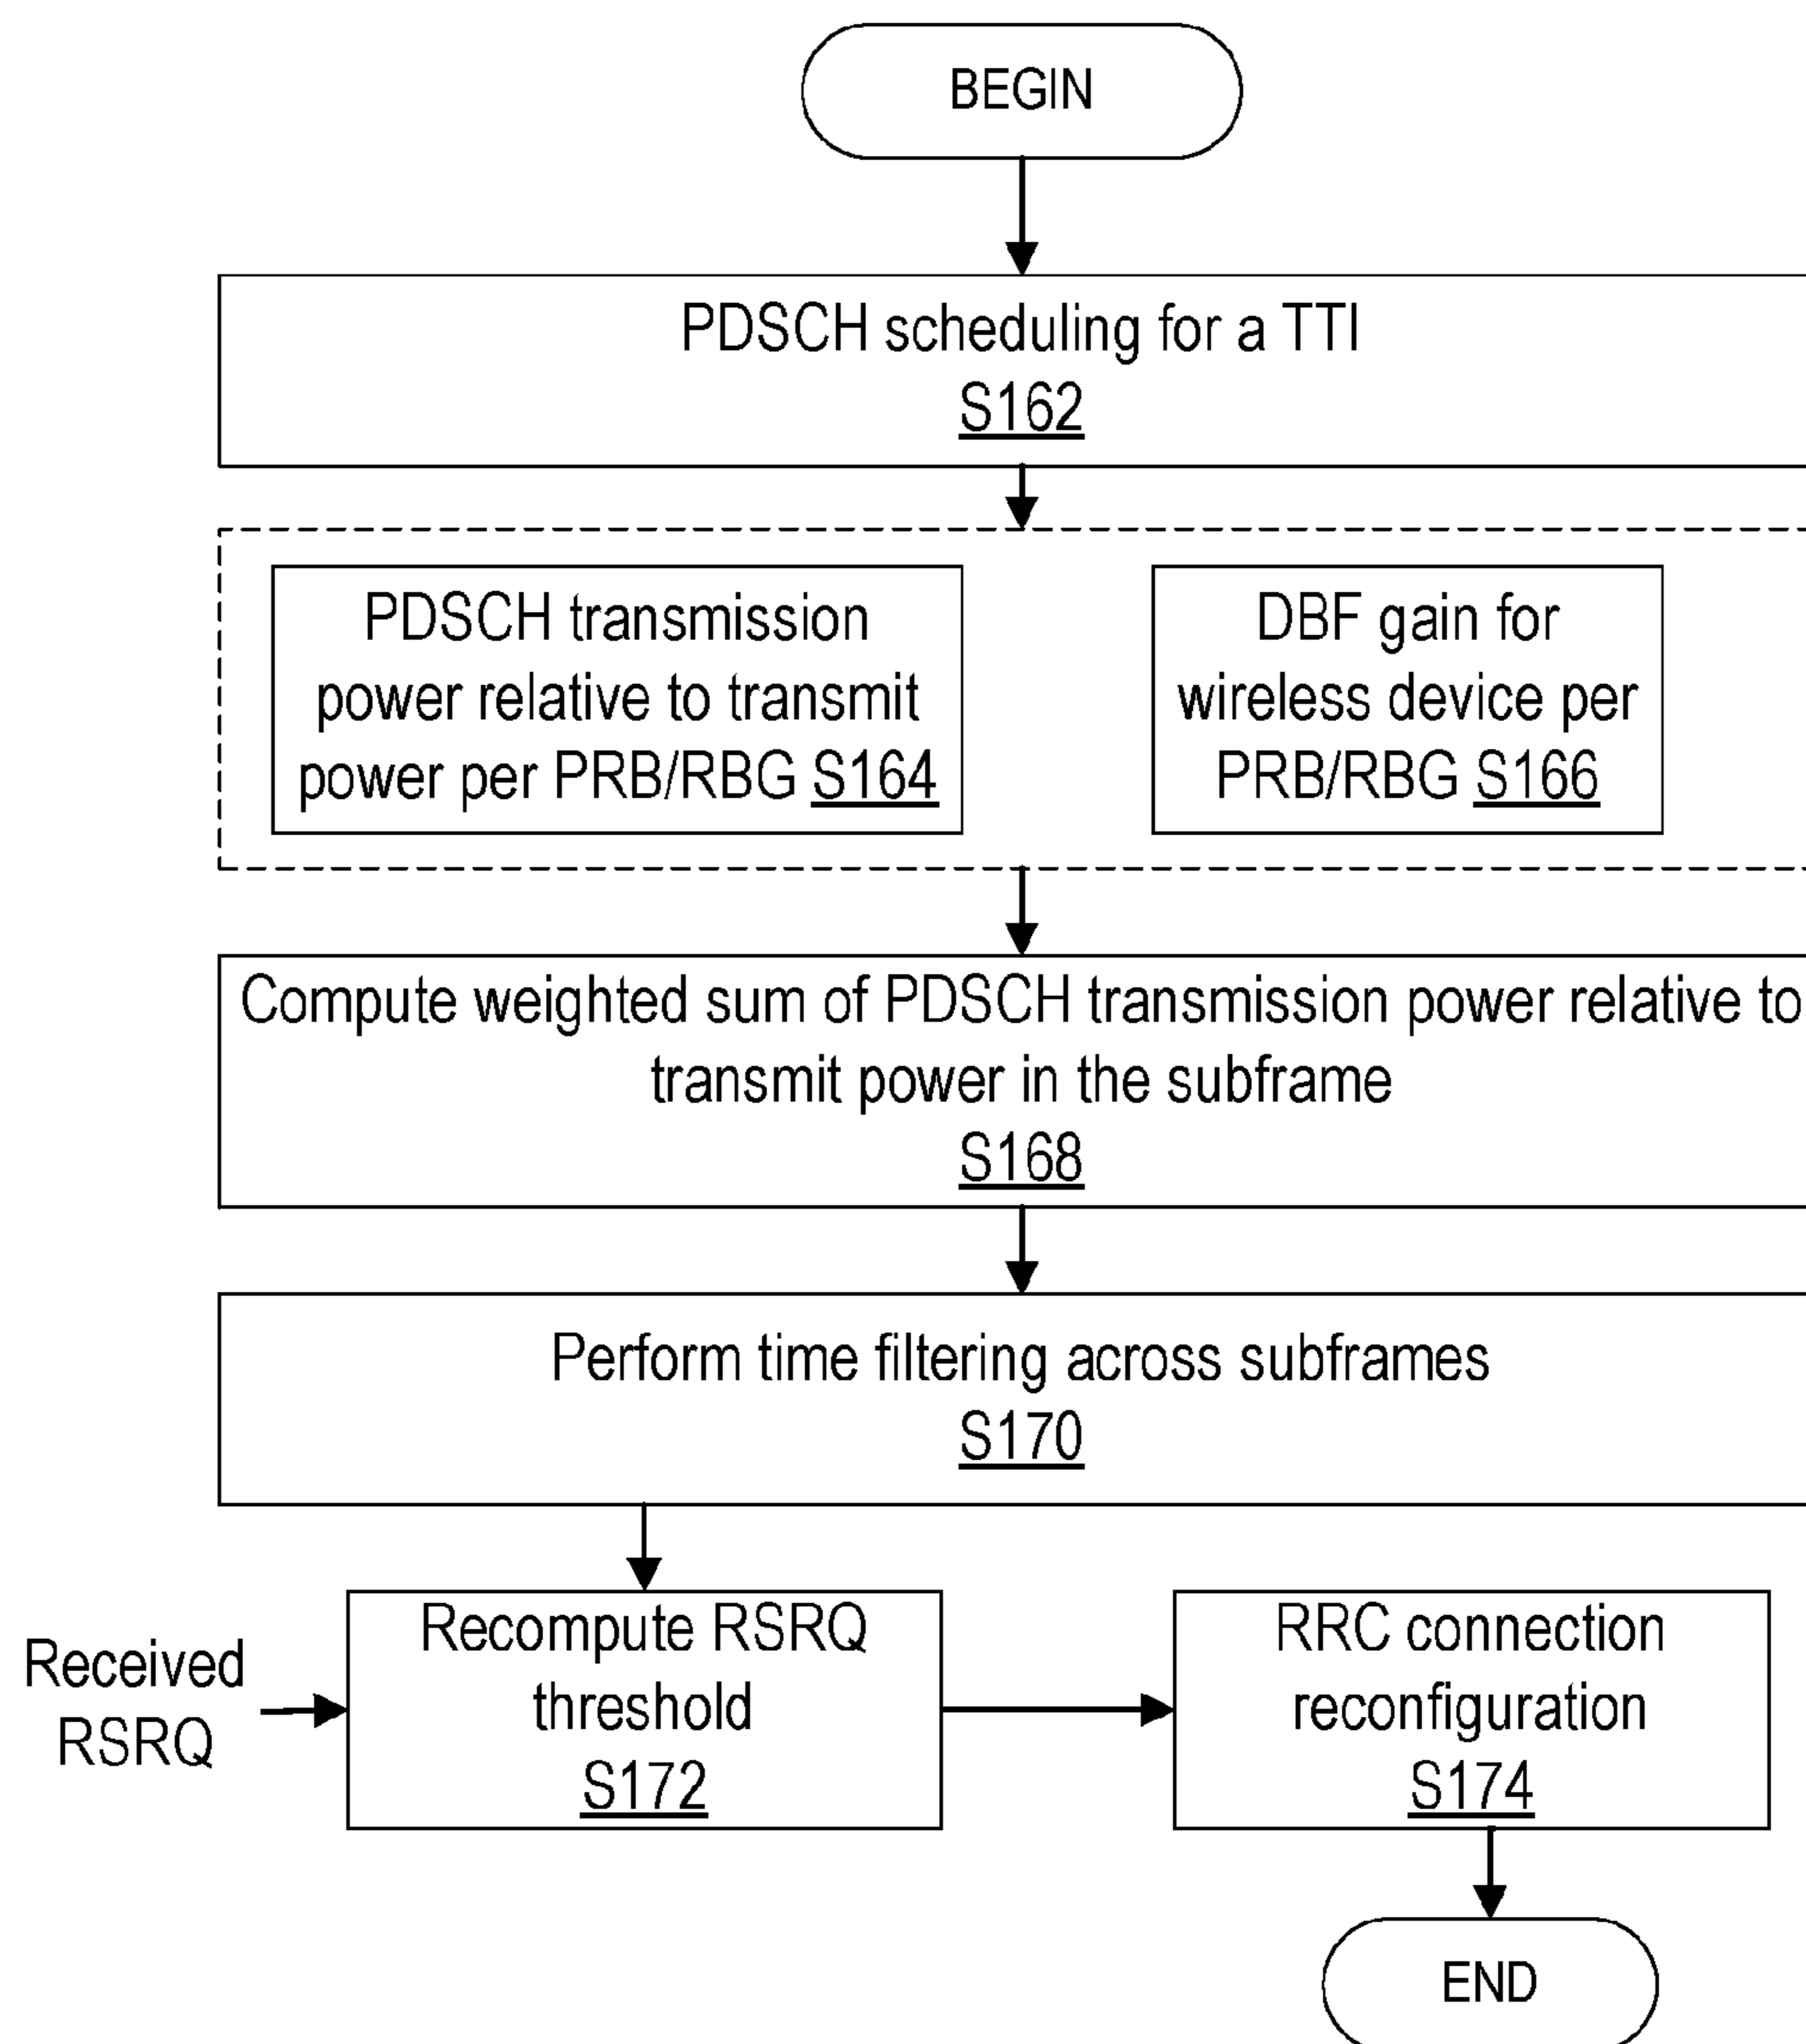 BEGIN
PDSCH scheduling for a TTI
S162
PDSCH transmission
power relative to transmit
power per PRB/RBG S164
DBF gain for
wireless device per
PRB/RBG S166
Compute weighted sum of PDSCH transmission power relative to
transmit power in the subframe
S168
Perform time filtering across subframes
S170
Received
RSRQ
Recompute RSRQ
threshold
S172
RRC connection
reconfiguration
S174
END